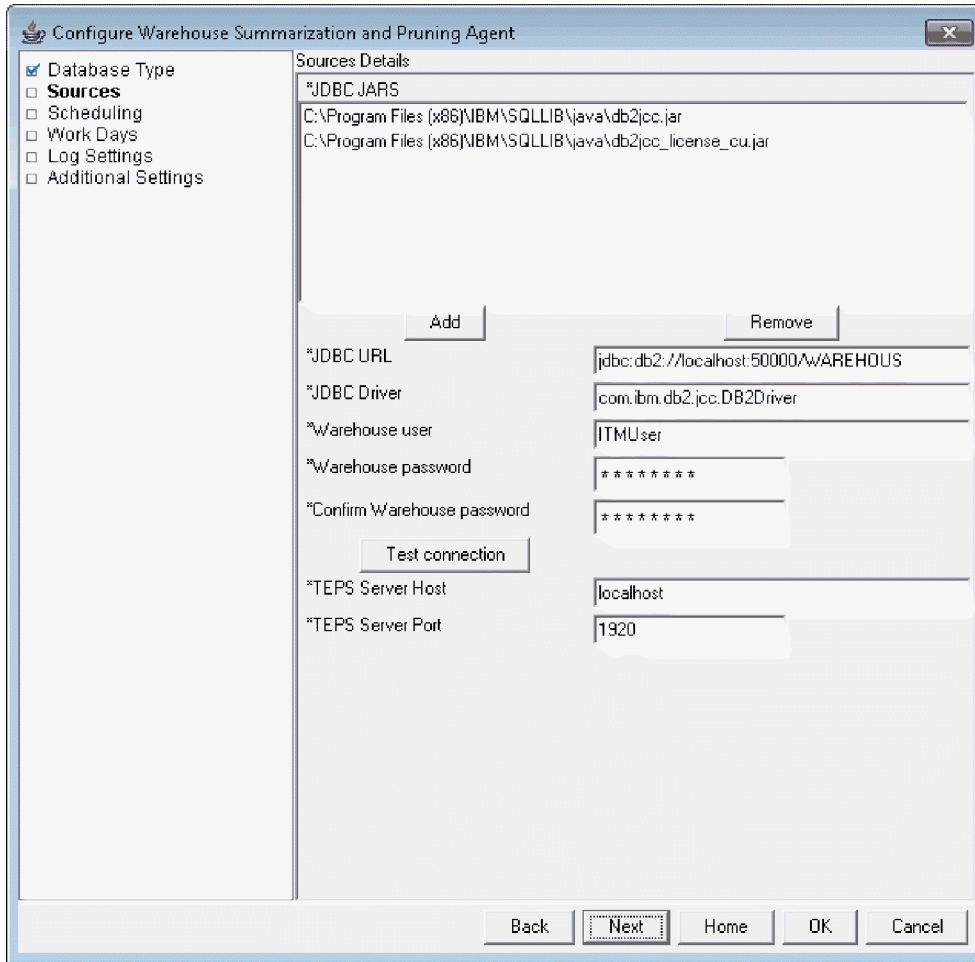 Configure Warehouse Summarization and Pruning Agent
Database Type
Sources
Scheduling
Work Days
Log Settings
Additional Settings
Sources Details
*JDBC JARS
C:\Program Files (x86)\IBM\SQLLIB\java\db2jcc.jar
C:\Program Files (x86)\IBM\SQLLIB\java\db2jcc_license_cu.jar
Add Remove
*JDBC URL jdbc:db2://localhost:50000/WAREHOUS
*JDBC Driver com.ibm.db2.jcc.DB2Driver
*Warehouse user ITMUser
*Warehouse password ********
*Confirm Warehouse password ********
Test connection
*TEPS Server Host localhost
*TEPS Server Port 1920
Back Next Home OK Cancel